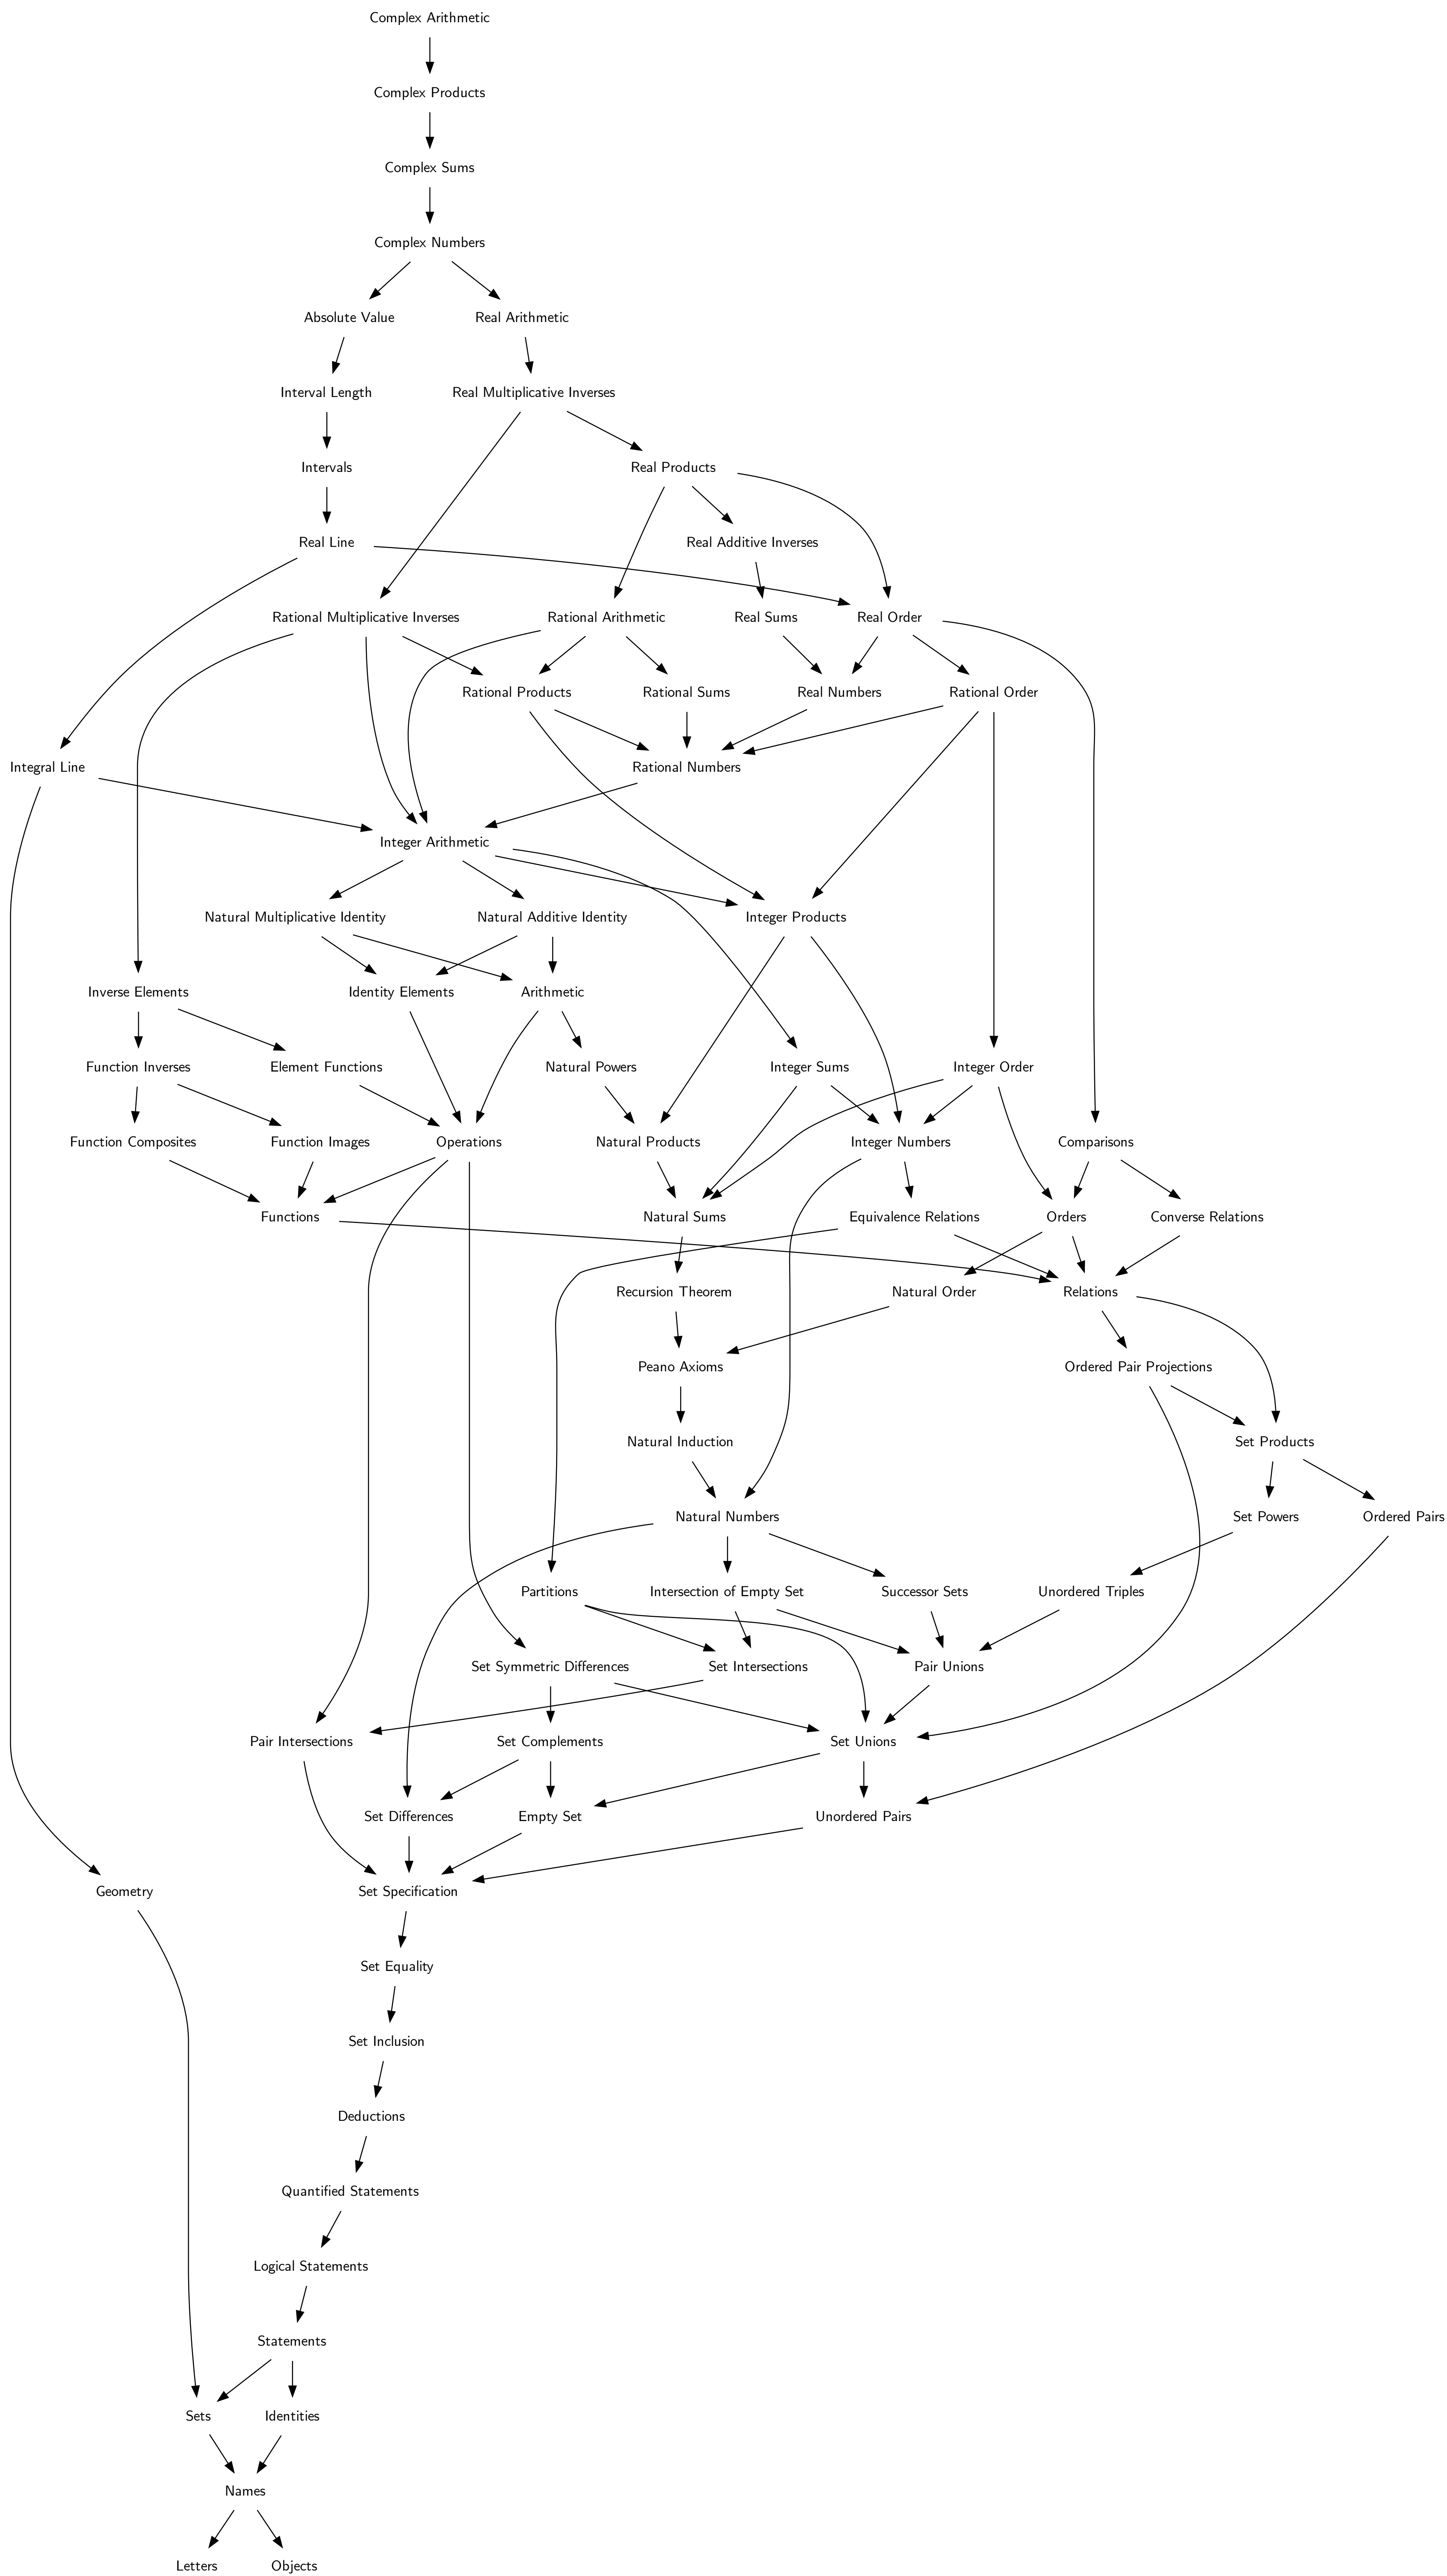 Complex Arithmetic
Complex Products
Complex Sums
Complex Numbers
Absolute Value
Real Arithmetic
Interval Length
Real Multiplicative Inverses
Intervals
Real Products
Real Line
Real Additive Inverses
Rational Multiplicative Inverses
Rational Arithmetic
Real Sums
Real Order
Rational Products
Rational Sums
Real Numbers
Rational Order
Integral Line
Rational Numbers
Integer Arithmetic
Natural Multiplicative Identity
Natural Additive Identity
Integer Products
Inverse Elements
Identity Elements
Arithmetic
Function Inverses
Element Functions
Natural Powers
Integer Sums
Integer Order
Function Composites
Function Images
Operations
Natural Products
Integer Numbers
Comparisons
Functions
Natural Sums
Equivalence Relations
Orders
Converse Relations
Recursion Theorem
Natural Order
Relations
Peano Axioms
Ordered Pair Projections
Natural Induction
Set Products
Natural Numbers
Set Powers
Ordered Pairs
Partitions
Intersection of Empty Set
Successor Sets
Unordered Triples
Set Symmetric Differences
Set Intersections
Pair Unions
Pair Intersections
Set Complements
Set Unions
Set Differences
Empty Set
Unordered Pairs
Geometry
Set Specification
Set Equality
Set Inclusion
Deductions
Quantified Statements
Logical Statements
Statements
Sets
Identities
Names
Letters
Objects